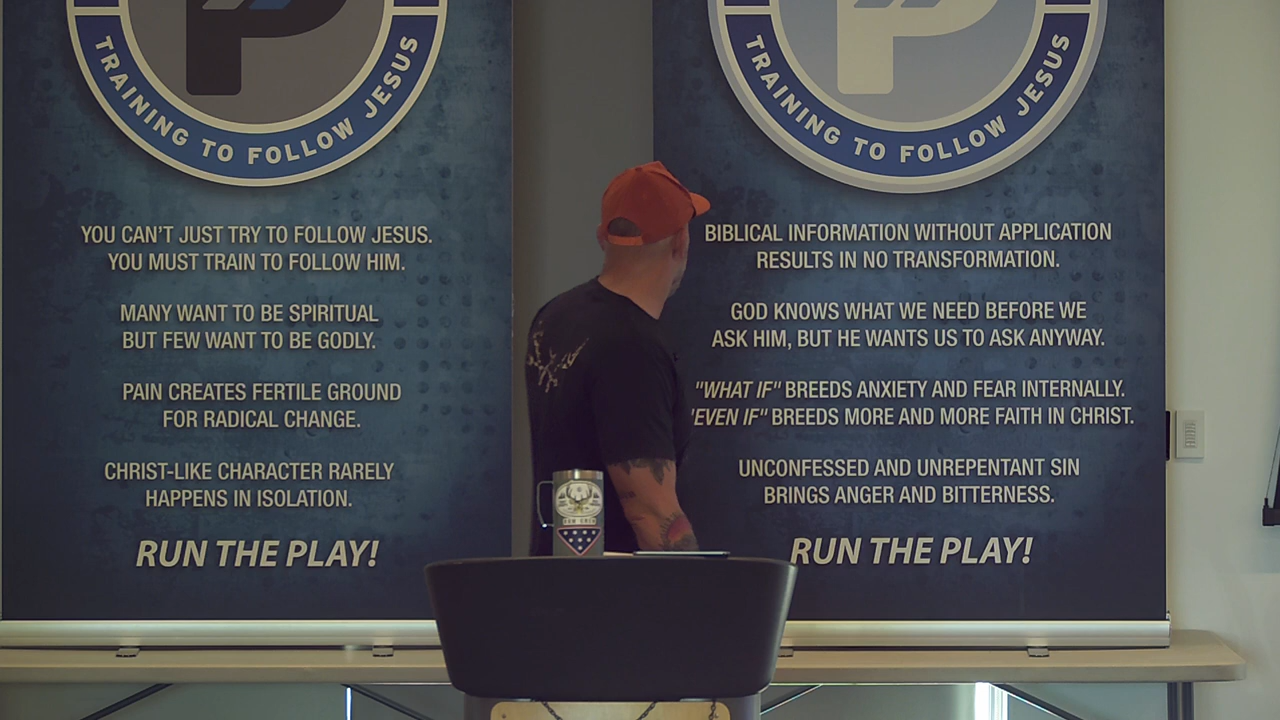 P
TRAINING TO FOLLOW JESUS
YOU CAN'T JUST TRY TO FOLLOW JESUS.
YOU MUST TRAIN TO FOLLOW HIM.
MANY WANT TO BE SPIRITUAL
BUT FEW WANT TO BE GODLY.
PAIN CREATES FERTILE GROUND
FOR RADICAL CHANGE.
CHRIST-LIKE CHARACTER RARELY
HAPPENS IN ISOLATION.
RUN THE PLAY!
P
TRAINING TO FOLLOW JESUS
BIBLICAL INFORMATION WITHOUT APPLICATION
RESULTS IN NO TRANSFORMATION.
GOD KNOWS WHAT WE NEED BEFORE WE
ASK HIM, BUT HE WANTS US TO ASK ANYWAY.
"WHAT IF" BREEDS ANXIETY AND FEAR INTERNALLY.
"EVEN IF" BREEDS MORE AND MORE FAITH IN CHRIST.
UNCONFESSED AND UNREPENTANT SIN
BRINGS ANGER AND BITTERNESS.
RUN THE PLAY!